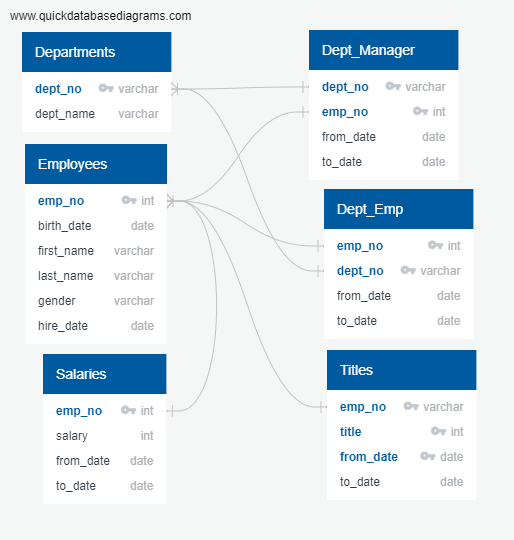 www.quickdatabasediagrams.com
Departments
dept_no varchar
dept_name varchar
Employees
emp_no int
birth_date date
first_name varchar
last_name varchar
gender varchar
hire_date date
Salaries
emp_no int
salary int
from_date date
to_date date
Dept_Manager
dept_no varchar
emp_no int
from_date date
to_date date
Dept_Emp
emp_no int
dept_no varchar
from_date date
to_date date
Titles
emp_no varchar
title int
from_date date
to_date date